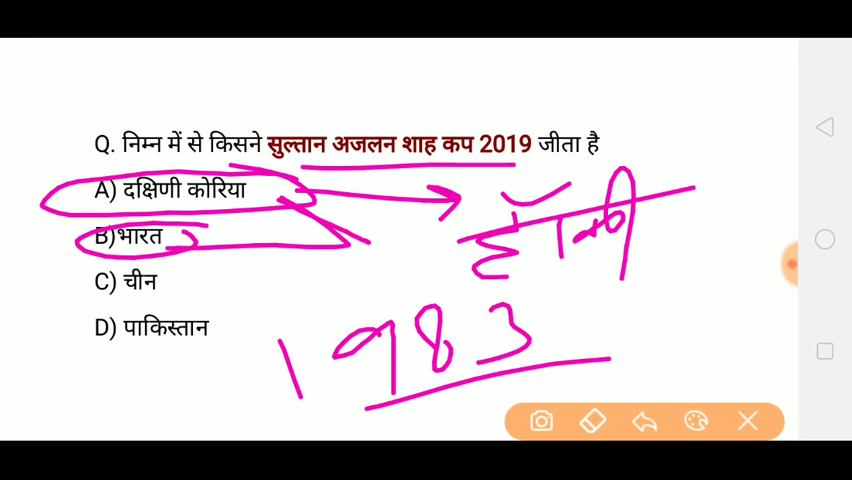 Q. निम्न में से किसने सुल्तान अजलन शाह कप 2019 जीता है
A) दक्षिणी कोरिया
B)भारत
हॉकी
C) चीन
D) पाकिस्तान
1983